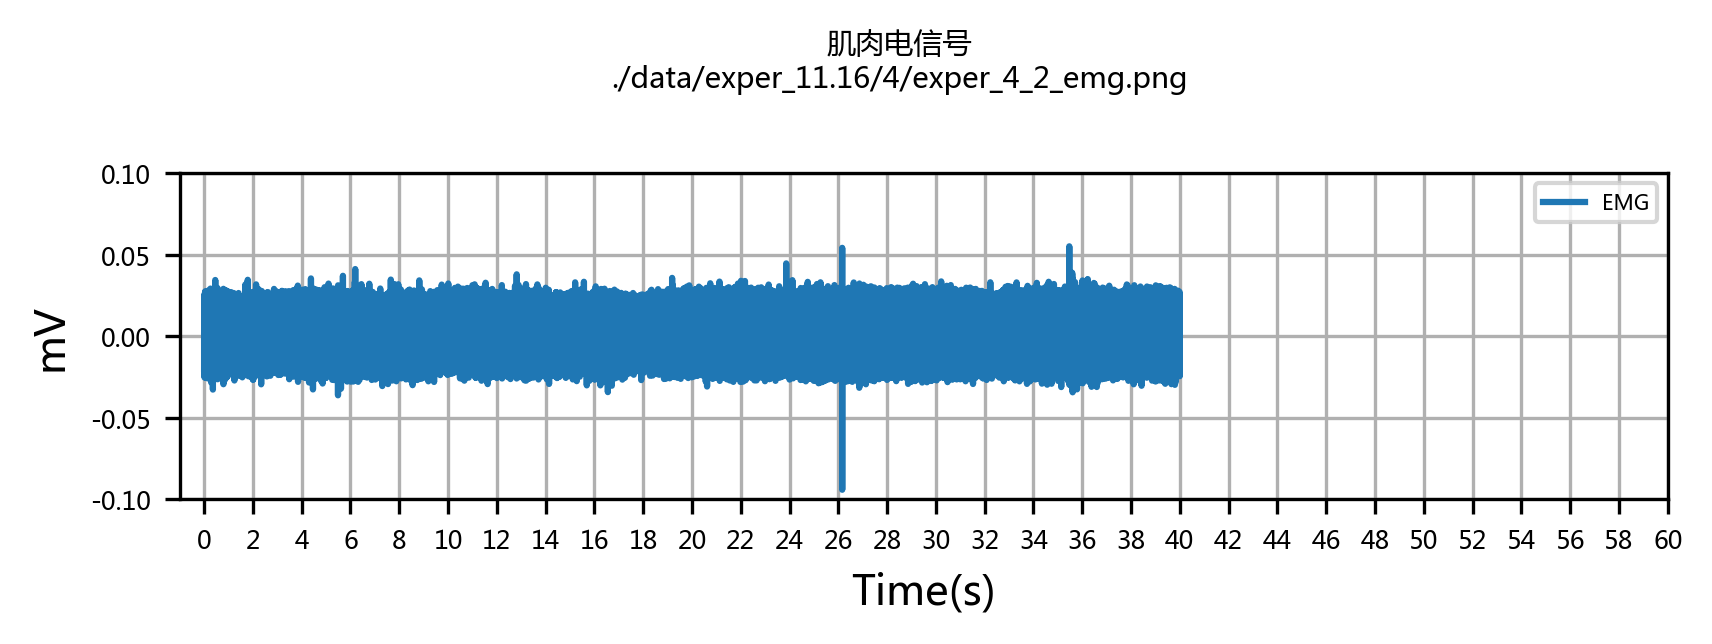 肌肉电信号
./data/exper_11.16/4/exper_4_2_emg.png
0.10
0.05
0.00
-0.05
-0.10
mV
EMG
0 2 4 6 8 10 12 14 16 18 20 22 24 26 28 30 32 34 36 38 40 42 44 46 48 50 52 54 56 58 60
Time(s)